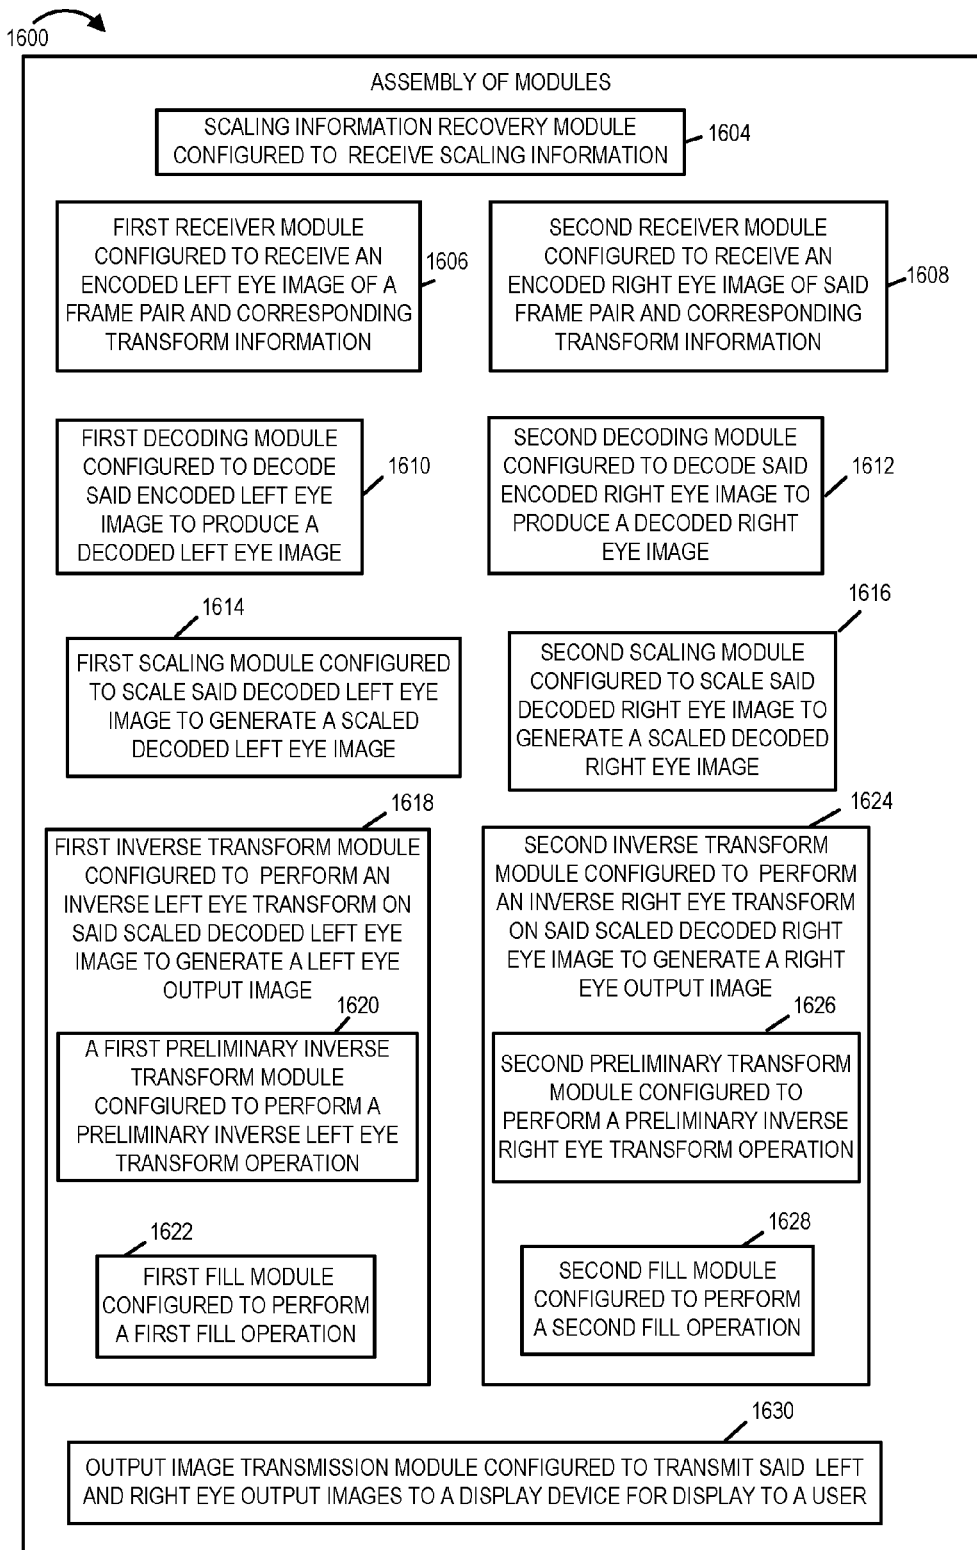 1600
ASSEMBLY OF MODULES
SCALING INFORMATION RECOVERY MODULE
CONFIGURED TO RECEIVE SCALING INFORMATION
1604
FIRST RECEIVER MODULE
CONFIGURED TO RECEIVE AN
ENCODED LEFT EYE IMAGE OF A
FRAME PAIR AND CORRESPONDING
TRANSFORM INFORMATION
1606
SECOND RECEIVER MODULE
CONFIGURED TO RECEIVE AN
ENCODED RIGHT EYE IMAGE OF SAID
FRAME PAIR AND CORRESPONDING
TRANSFORM INFORMATION
1608
FIRST DECODING MODULE
CONFIGURED TO DECODE
SAID ENCODED LEFT EYE
IMAGE TO PRODUCE A
DECODED LEFT EYE IMAGE
1610
SECOND DECODING MODULE
CONFIGURED TO DECODE SAID
ENCODED RIGHT EYE IMAGE TO
PRODUCE A DECODED RIGHT
EYE IMAGE
1612
1614
FIRST SCALING MODULE CONFIGURED
TO SCALE SAID DECODED LEFT EYE
IMAGE TO GENERATE A SCALED
DECODED LEFT EYE IMAGE
1616
SECOND SCALING MODULE
CONFIGURED TO SCALE SAID
DECODED RIGHT EYE IMAGE TO
GENERATE A SCALED DECODED
RIGHT EYE IMAGE
1618
FIRST INVERSE TRANSFORM MODULE
CONFIGURED TO PERFORM AN
INVERSE LEFT EYE TRANSFORM ON
SAID SCALED DECODED LEFT EYE
IMAGE TO GENERATE A LEFT EYE
OUTPUT IMAGE
1620
A FIRST PRELIMINARY INVERSE
TRANSFORM MODULE
CONFGIURED TO PERFORM A
PRELIMINARY INVERSE LEFT EYE
TRANSFORM OPERATION
1622
FIRST FILL MODULE
CONFIGURED TO PERFORM
A FIRST FILL OPERATION
1624
SECOND INVERSE TRANSFORM
MODULE CONFIGURED TO PERFORM
AN INVERSE RIGHT EYE TRANSFORM
ON SAID SCALED DECODED RIGHT
EYE IMAGE TO GENERATE A RIGHT
EYE OUTPUT IMAGE
1626
SECOND PRELIMINARY TRANSFORM
MODULE CONFIGURED TO
PERFORM A PRELIMINARY INVERSE
RIGHT EYE TRANSFORM OPERATION
1628
SECOND FILL MODULE
CONFIGURED TO PERFORM
A SECOND FILL OPERATION
1630
OUTPUT IMAGE TRANSMISSION MODULE CONFIGURED TO TRANSMIT SAID LEFT
AND RIGHT EYE OUTPUT IMAGES TO A DISPLAY DEVICE FOR DISPLAY TO A USER